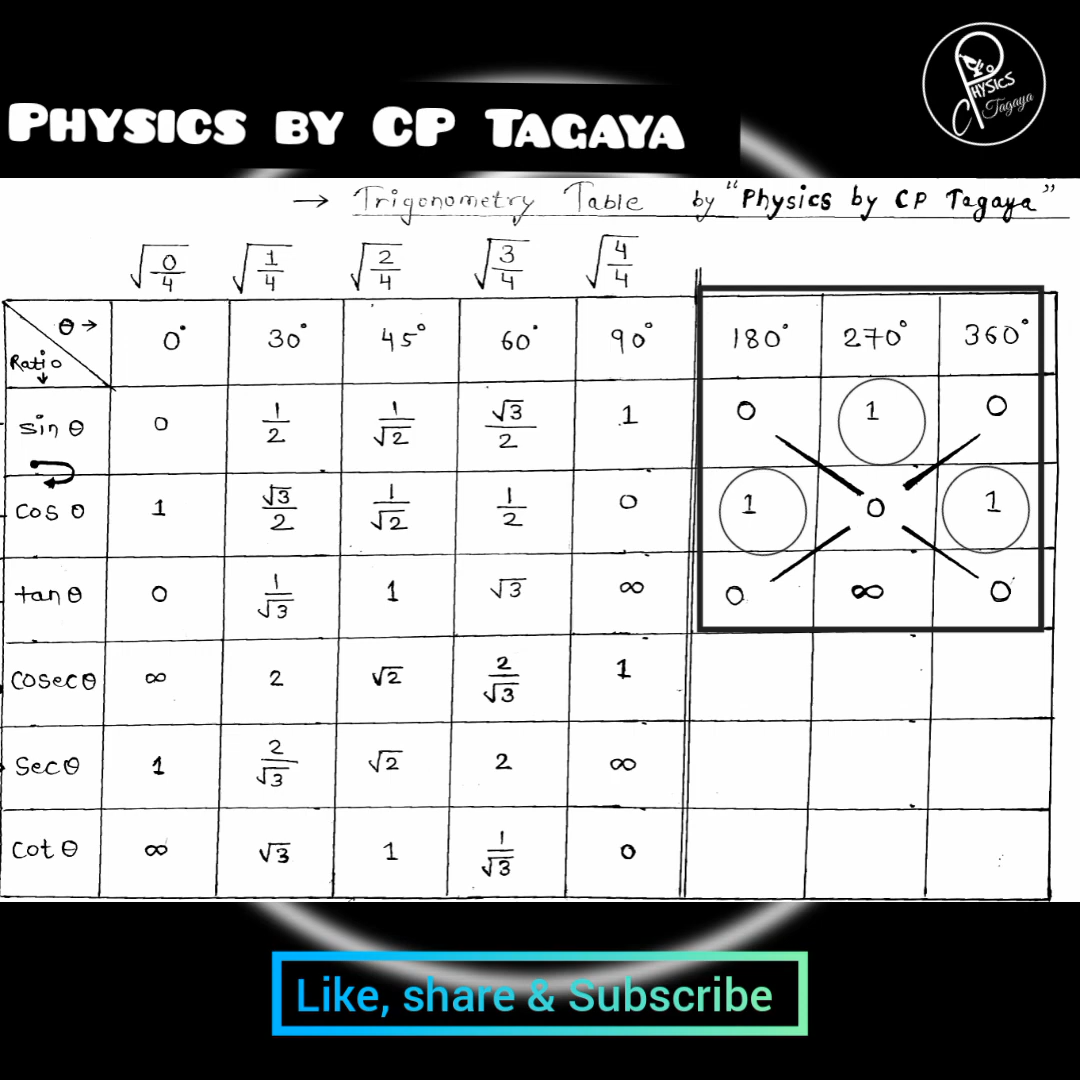 PHYSICS BY CP TAGAYA
PHYSICS
CP Tagaya
→ Trigonometry Table by "Physics by CP Tagaya"
√0/4 √1/4 √2/4 √3/4 √4/4
θ → Ratio ↓ 0° 30° 45° 60° 90° 180° 270° 360°
sin θ 0 1/2 1/√2 √3/2 1 0 1 0
cos θ 1 √3/2 1/√2 1/2 0 1 0 1
tan θ 0 1/√3 1 √3 ∞ 0 ∞ 0
cosec θ ∞ 2 √2 2/√3 1
Sec θ 1 2/√3 √2 2 ∞
cot θ ∞ √3 1 1/√3 0
Like, share & Subscribe